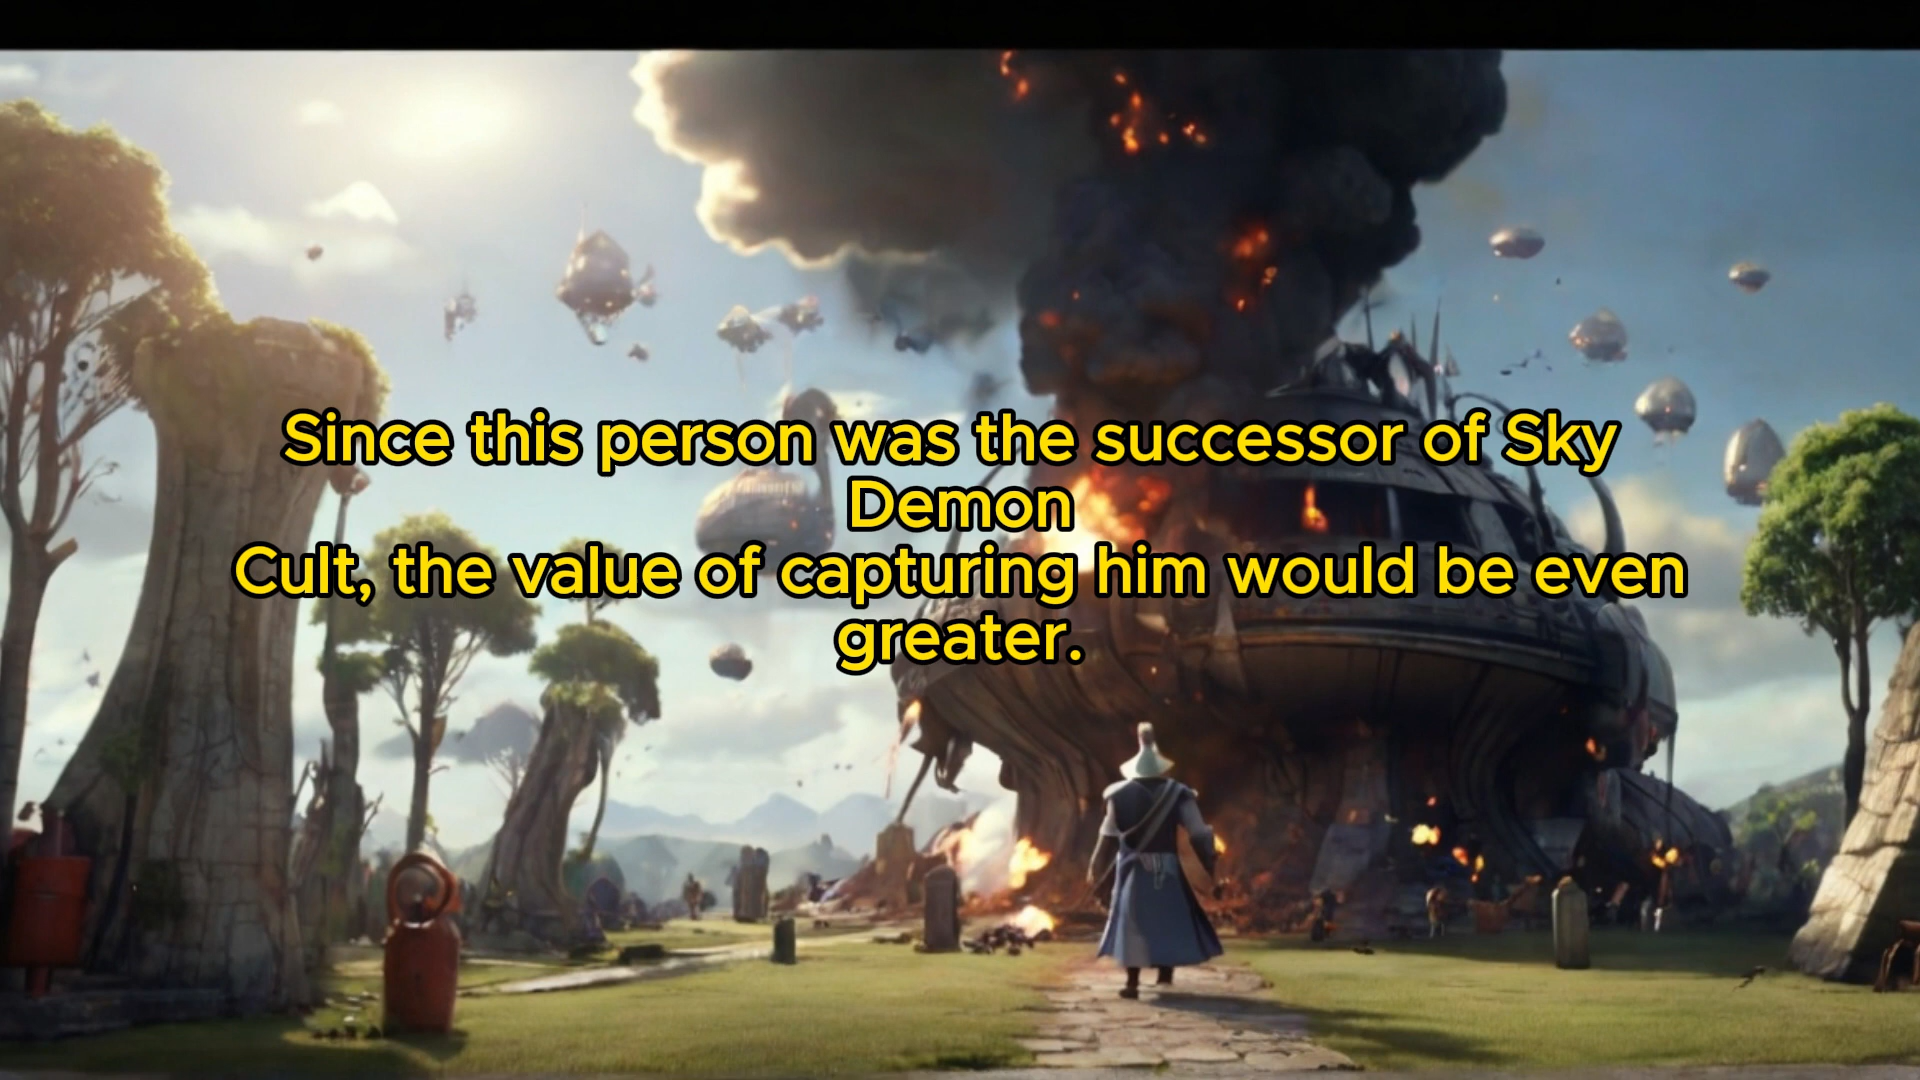 Since this person was the successor of Sky
Demon
Cult, the value of capturing him would be even
greater.